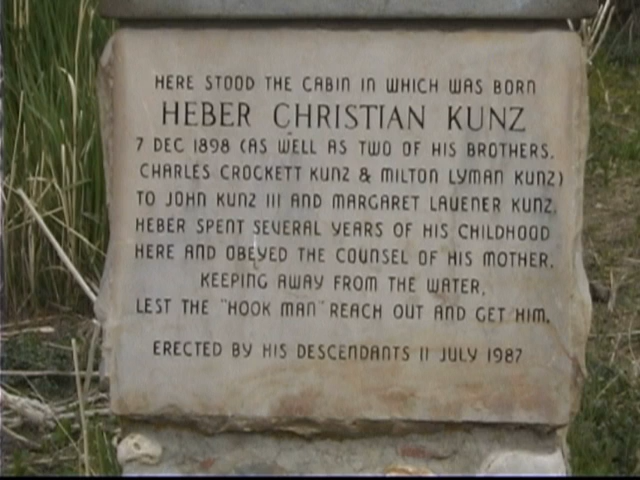 HERE STOOD THE CABIN IN WHICH WAS BORN
HEBER CHRISTIAN KUNZ
7 DEC 1898 (AS WELL AS TWO OF HIS BROTHERS,
CHARLES CROCKETT KUNZ & MILTON LYMAN KUNZ)
TO JOHN KUNZ III AND MARGARET LAUENER KUNZ.
HEBER SPENT SEVERAL YEARS OF HIS CHILDHOOD
HERE AND OBEYED THE COUNSEL OF HIS MOTHER,
KEEPING AWAY FROM THE WATER,
LEST THE "HOOK MAN" REACH OUT AND GET HIM.
ERECTED BY HIS DESCENDANTS 11 JULY 1987